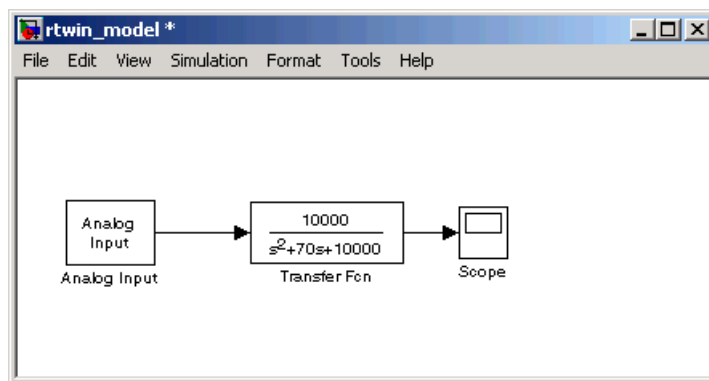 rtwin_model *
File Edit View Simulation Format Tools Help
Analog
Input
Analog Input
10000
s²+70s+10000
Transfer Fcn
Scope